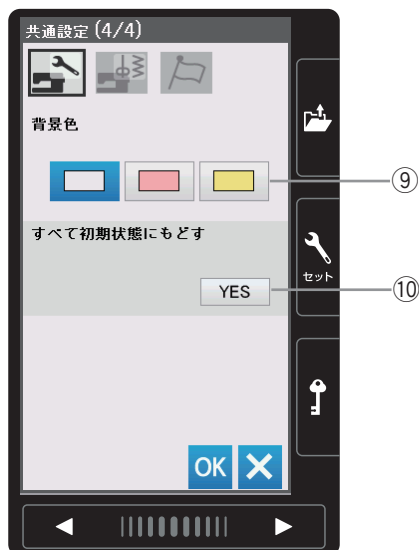 共通設定 (4/4)
背景色
⑨
すべて初期状態にもどす
セット
YES
⑩
OK